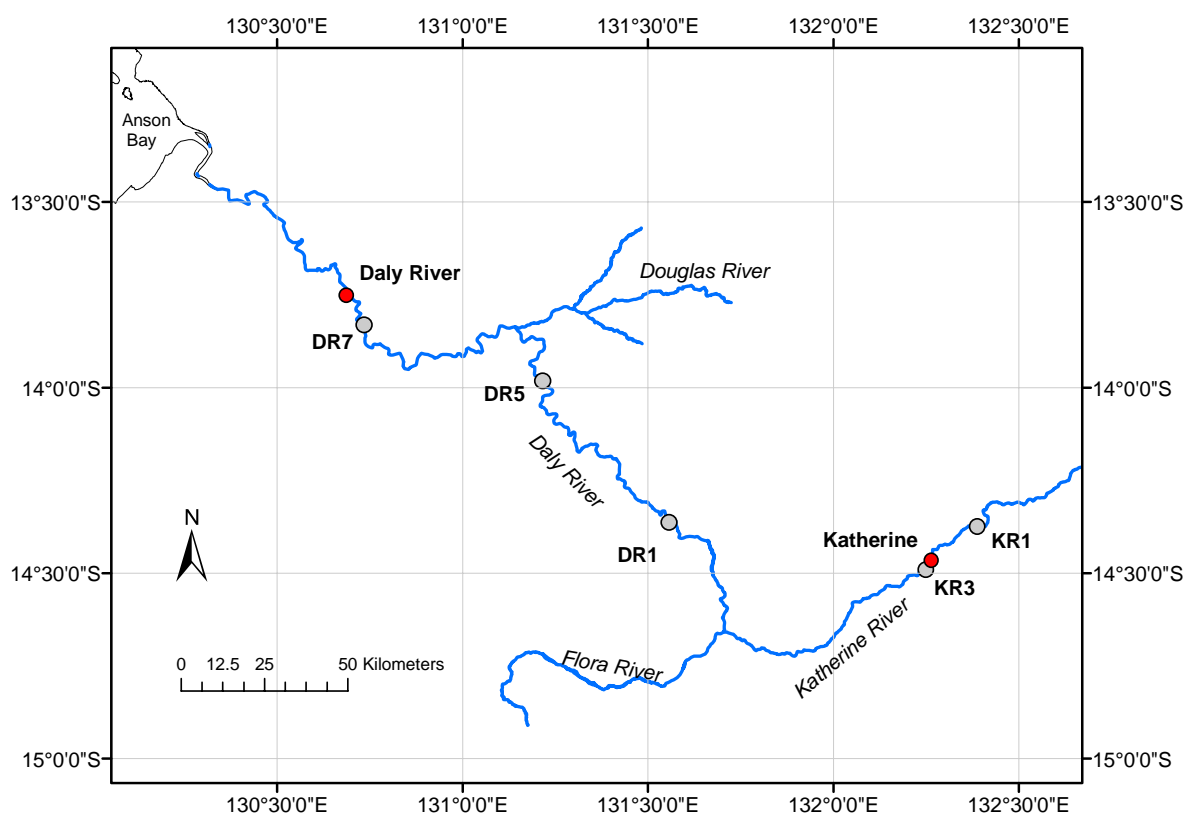 130°30'0"E 131°0'0"E 131°30'0"E 132°0'0"E 132°30'0"E
Anson
Bay
13°30'0"S 13°30'0"S
Daly River
Douglas River
DR7
14°0'0"S 14°0'0"S
DR5
Daly River
N
DR1
Katherine
KR1
14°30'0"S 14°30'0"S
KR3
Katherine River
Flora River
0 12.5 25 50 Kilometers
15°0'0"S 15°0'0"S
130°30'0"E 131°0'0"E 131°30'0"E 132°0'0"E 132°30'0"E